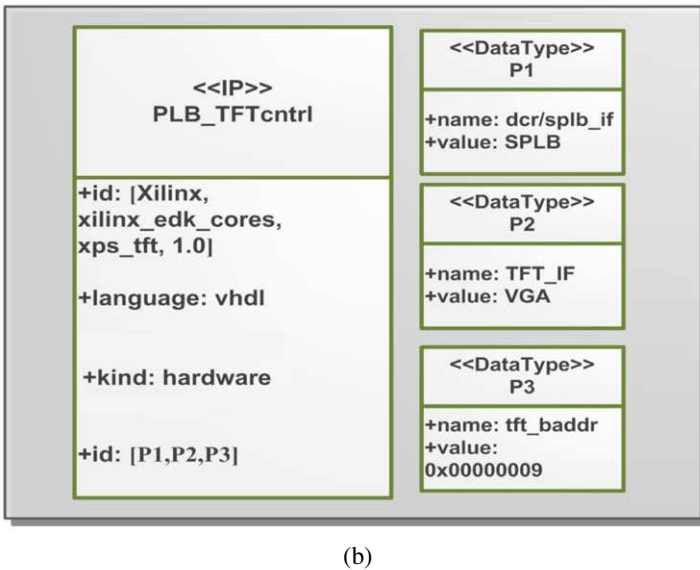 <<IP>>
PLB_TFTcntrl
+id: [Xilinx,
xilinx_edk_cores,
xps_tft, 1.0]
+language: vhdl
+kind: hardware
+id: [P1,P2,P3]
<<DataType>>
P1
+name: dcr/splb_if
+value: SPLB
<<DataType>>
P2
+name: TFT_IF
+value: VGA
<<DataType>>
P3
+name: tft_baddr
+value:
0x00000009
(b)